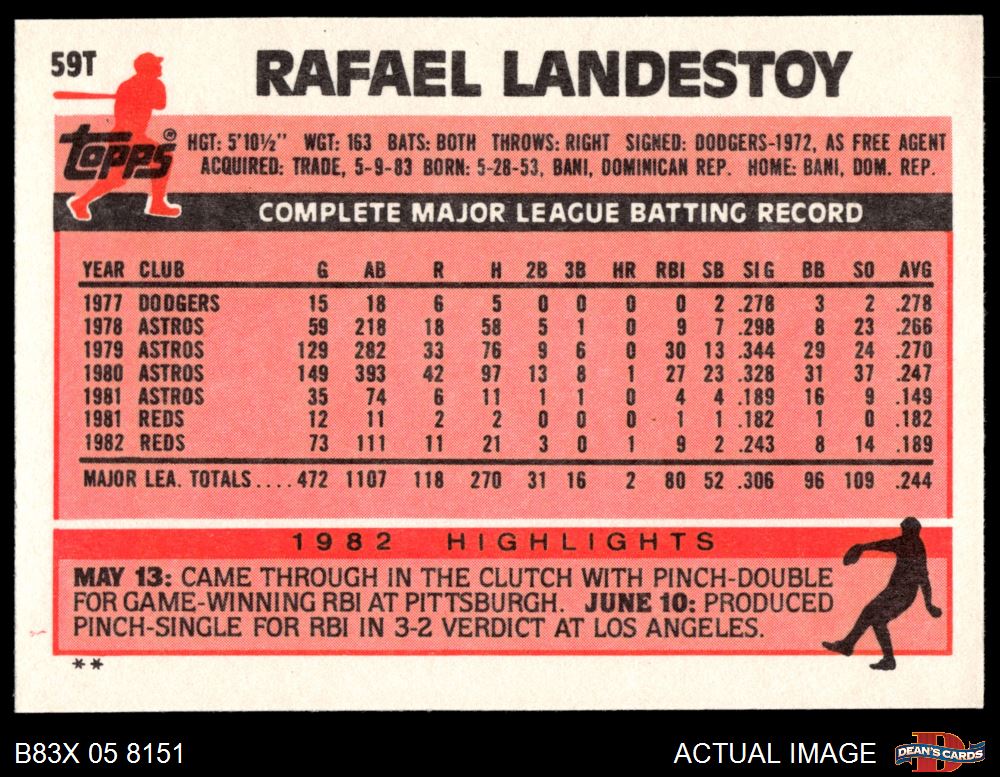 59T
RAFAEL LANDESTOY
topps®
HGT: 5'10½" WGT: 163 BATS: BOTH THROWS: RIGHT SIGNED: DODGERS-1972, AS FREE AGENT
ACQUIRED: TRADE, 5-9-83 BORN: 5-28-53, BANI, DOMINICAN REP. HOME: BANI, DOM. REP.
COMPLETE MAJOR LEAGUE BATTING RECORD
YEAR CLUB G AB R H 2B 3B HR RBI SB SLG BB SO AVG
1977 DODGERS 15 18 6 5 0 0 0 0 2 .278 3 2 .278
1978 ASTROS 59 218 18 58 5 1 0 9 7 .298 8 23 .266
1979 ASTROS 129 282 33 76 9 6 0 30 13 .344 29 24 .270
1980 ASTROS 149 393 42 97 13 8 1 27 23 .328 31 37 .247
1981 ASTROS 35 74 6 11 1 1 0 4 4 .189 16 9 .149
1981 REDS 12 11 2 2 0 0 0 1 1 .182 1 0 .182
1982 REDS 73 111 11 21 3 0 1 9 2 .243 8 14 .189
MAJOR LEA. TOTALS.... 472 1107 118 270 31 16 2 80 52 .306 96 109 .244
1982 HIGHLIGHTS
MAY 13: CAME THROUGH IN THE CLUTCH WITH PINCH-DOUBLE
FOR GAME-WINNING RBI AT PITTSBURGH. JUNE 10: PRODUCED
PINCH-SINGLE FOR RBI IN 3-2 VERDICT AT LOS ANGELES.
**
B83X 05 8151
ACTUAL IMAGE
D
DEAN'S CARDS